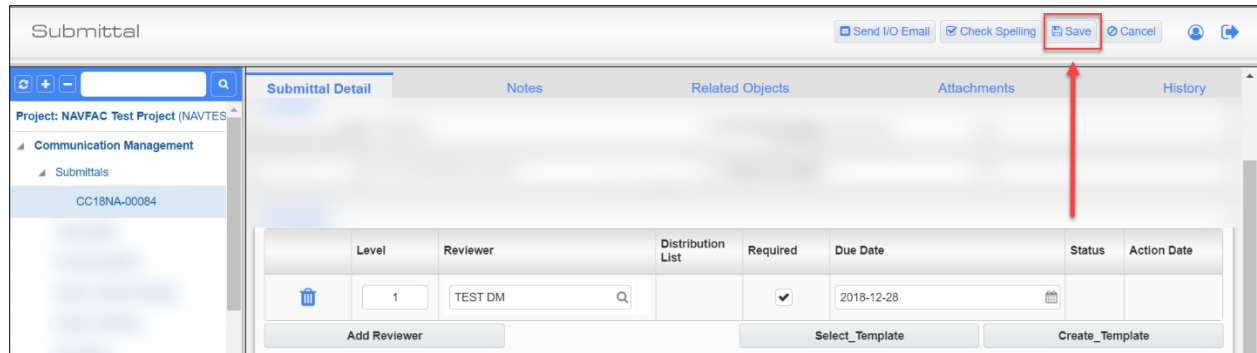 Submittal
Send I/O Email Check Spelling Save Cancel
Submittal Detail Notes Related Objects Attachments History
Project: NAVFAC Test Project (NAVTES
Communication Management
Submittals
CC18NA-00084
Level Reviewer Distribution List Required Due Date Status Action Date
1 TEST DM 2018-12-28
Add Reviewer Select_Template Create_Template